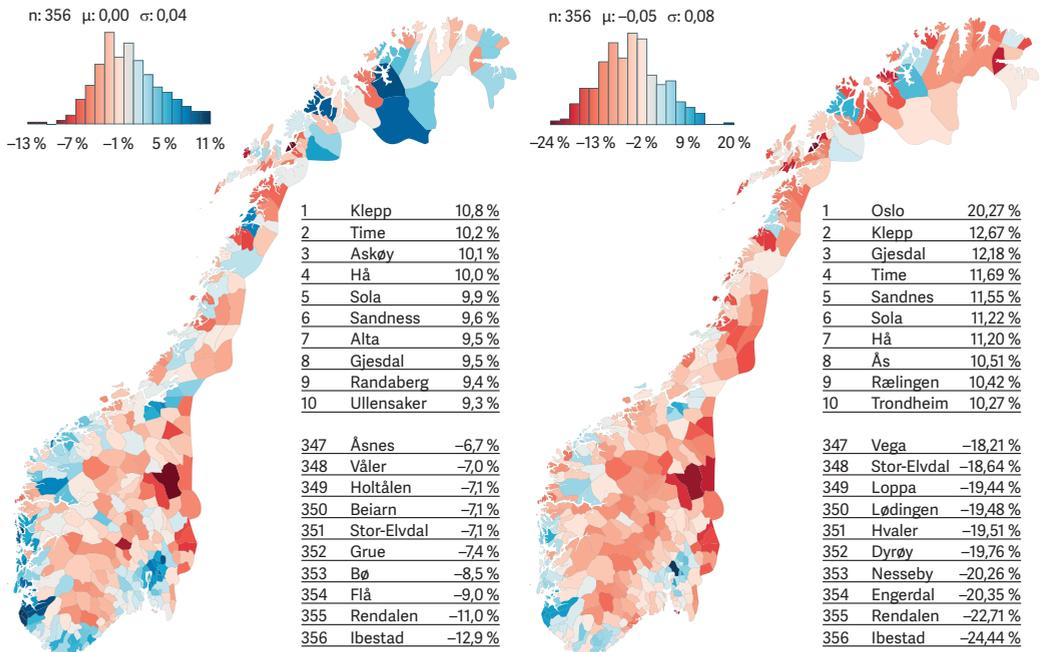 n: 356 μ: 0,00 σ: 0,04
–13 % –7 % –1 % 5 % 11 %
1 Klepp 10,8 %
2 Time 10,2 %
3 Askøy 10,1 %
4 Hå 10,0 %
5 Sola 9,9 %
6 Sandness 9,6 %
7 Alta 9,5 %
8 Gjesdal 9,5 %
9 Randaberg 9,4 %
10 Ullensaker 9,3 %
347 Åsnes –6,7 %
348 Våler –7,0 %
349 Holtålen –7,1 %
350 Beiarn –7,1 %
351 Stor-Elvdal –7,1 %
352 Grue –7,4 %
353 Bø –8,5 %
354 Flå –9,0 %
355 Rendalen –11,0 %
356 Ibestad –12,9 %
n: 356 μ: –0,05 σ: 0,08
–24 % –13 % –2 % 9 % 20 %
1 Oslo 20,27 %
2 Klepp 12,67 %
3 Gjesdal 12,18 %
4 Time 11,69 %
5 Sandnes 11,55 %
6 Sola 11,22 %
7 Hå 11,20 %
8 Ås 10,51 %
9 Rælingen 10,42 %
10 Trondheim 10,27 %
347 Vega –18,21 %
348 Stor-Elvdal –18,64 %
349 Loppa –19,44 %
350 Lødingen –19,48 %
351 Hvaler –19,51 %
352 Dyrøy –19,76 %
353 Nesseby –20,26 %
354 Engerdal –20,35 %
355 Rendalen –22,71 %
356 Ibestad –24,44 %